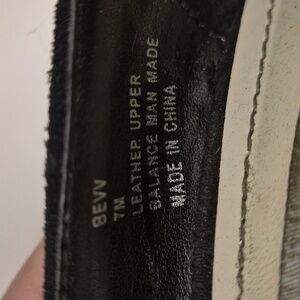 BEVV
7M
LEATHER UPPER
BALANCE MAN MADE
MADE IN CHINA